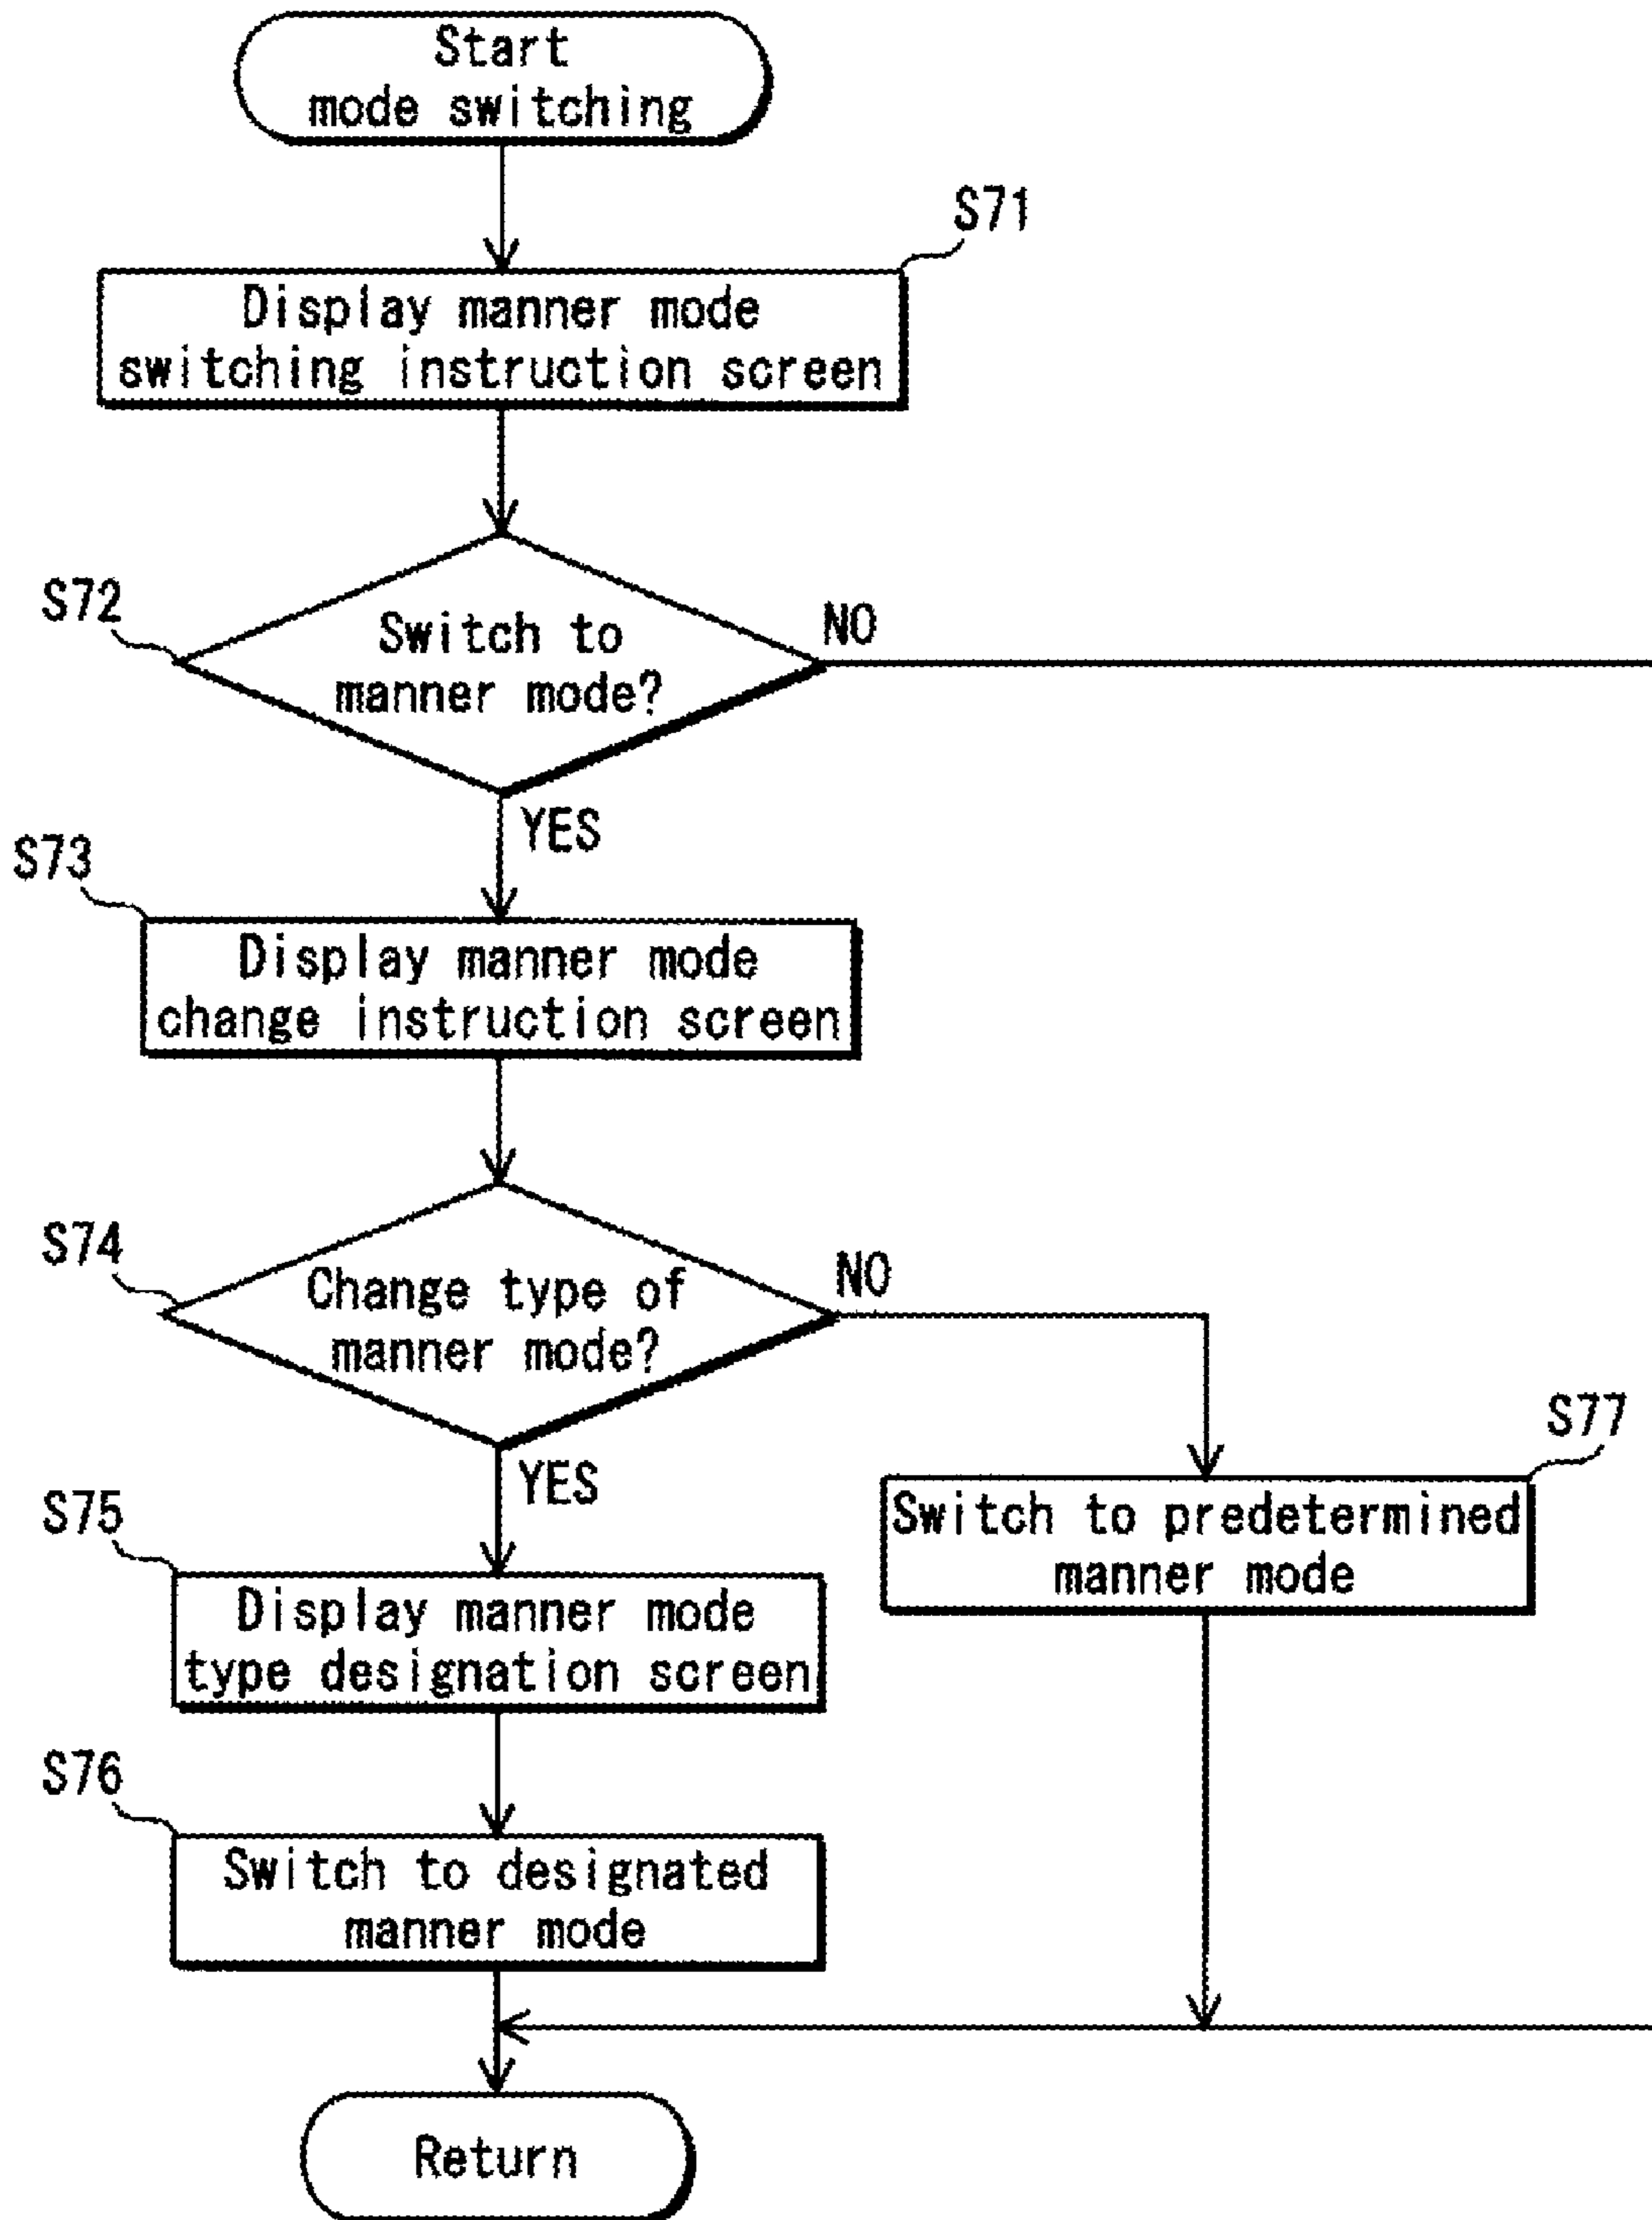 Start
mode switching
S71
Display manner mode
switching instruction screen
S72
Switch to
manner mode?
NO
YES
S73
Display manner mode
change instruction screen
S74
Change type of
manner mode?
NO
YES
S77
Switch to predetermined
manner mode
S75
Display manner mode
type designation screen
S76
Switch to designated
manner mode
Return